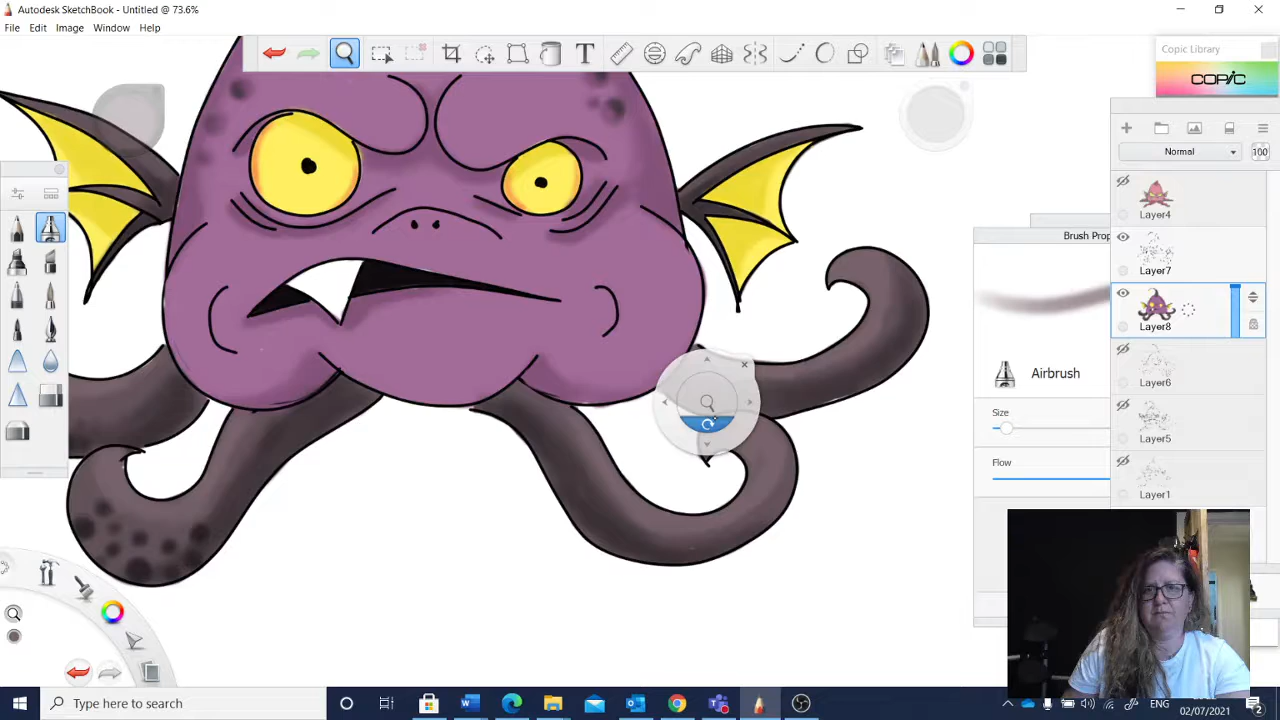 Autodesk SketchBook - Untitled @ 73.6%
File Edit Image Window Help
Copic Library
COPIC
Normal
100
Layer4
Layer7
Brush Prop
Layer8
Airbrush
Layer6
Size
Layer5
Flow
Layer1
Type here to search
02/07/2021
2